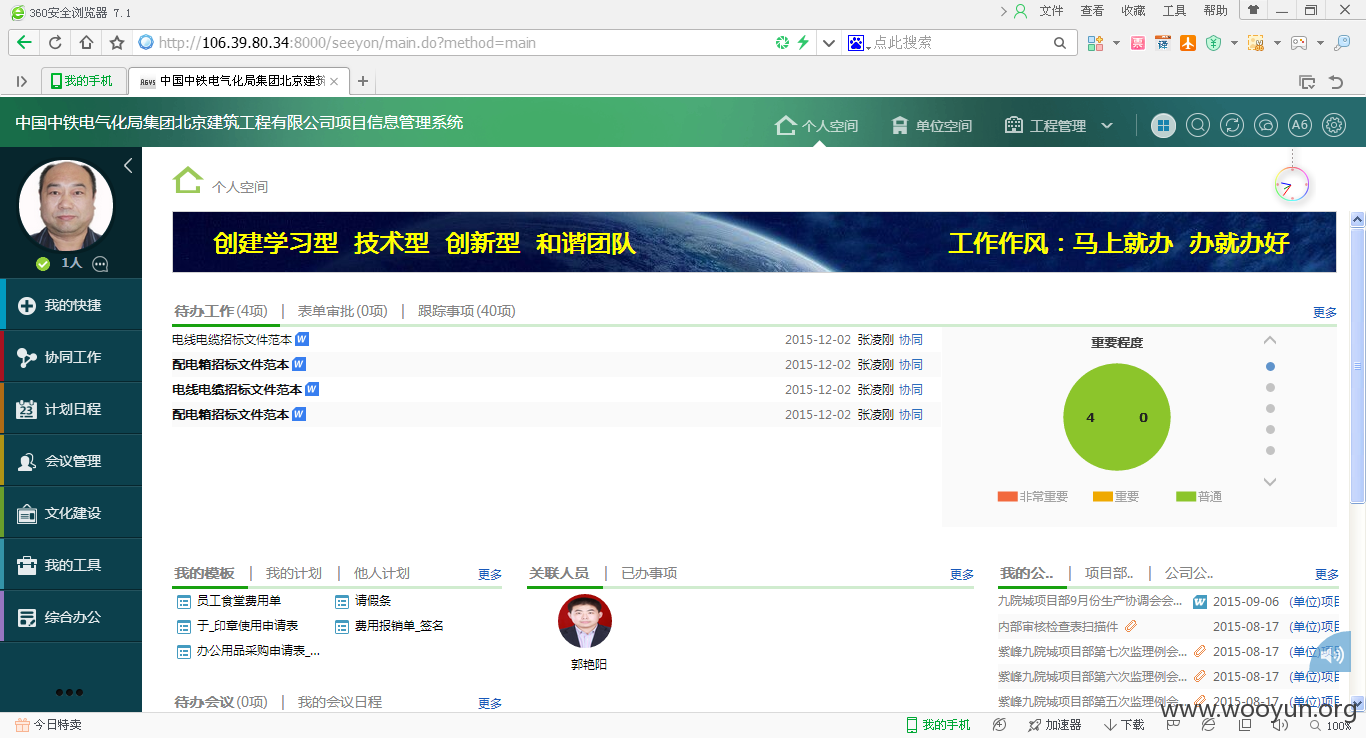 360安全浏览器 7.1
文件 查看 收藏 工具 帮助
http://106.39.80.34:8000/seeyon/main.do?method=main
点此搜索
我的手机
A8V5 中国中铁电气化局集团北京建筑
中国中铁电气化局集团北京建筑工程有限公司项目信息管理系统
个人空间 单位空间 工程管理
A6
1人
我的快捷
协同工作
23 计划日程
会议管理
文化建设
我的工具
综合办公
个人空间
创建学习型 技术型 创新型 和谐团队 工作作风：马上就办 办就办好
待办工作(4项) | 表单审批(0项) | 跟踪事项(40项) 更多
电线电缆招标文件范本 W 2015-12-02 张凌刚 协同
配电箱招标文件范本 W 2015-12-02 张凌刚 协同
电线电缆招标文件范本 W 2015-12-02 张凌刚 协同
配电箱招标文件范本 W 2015-12-02 张凌刚 协同
重要程度
4 0
非常重要 重要 普通
我的模板 | 我的计划 | 他人计划 更多
员工食堂费用单 请假条
于_印章使用申请表 费用报销单_签名
办公用品采购申请表_...
关联人员 | 已办事项 更多
郭艳阳
我的公.. | 项目部.. | 公司公.. 更多
九院城项目部9月份生产协调会会... W 2015-09-06 (单位)项目
内部审核检查表扫描件 2015-08-17 (单位)项目
紫峰九院城项目部第七次监理例会... 2015-08-17 (单位)项目
紫峰九院城项目部第六次监理例会... 2015-08-17 (单位)项目
紫峰九院城项目部第五次监理例会... 2015-08-17 (单位)项目
待办会议(0项) | 我的会议日程 更多
www.wooyun.org
今日特卖
我的手机 加速器 下载 100%